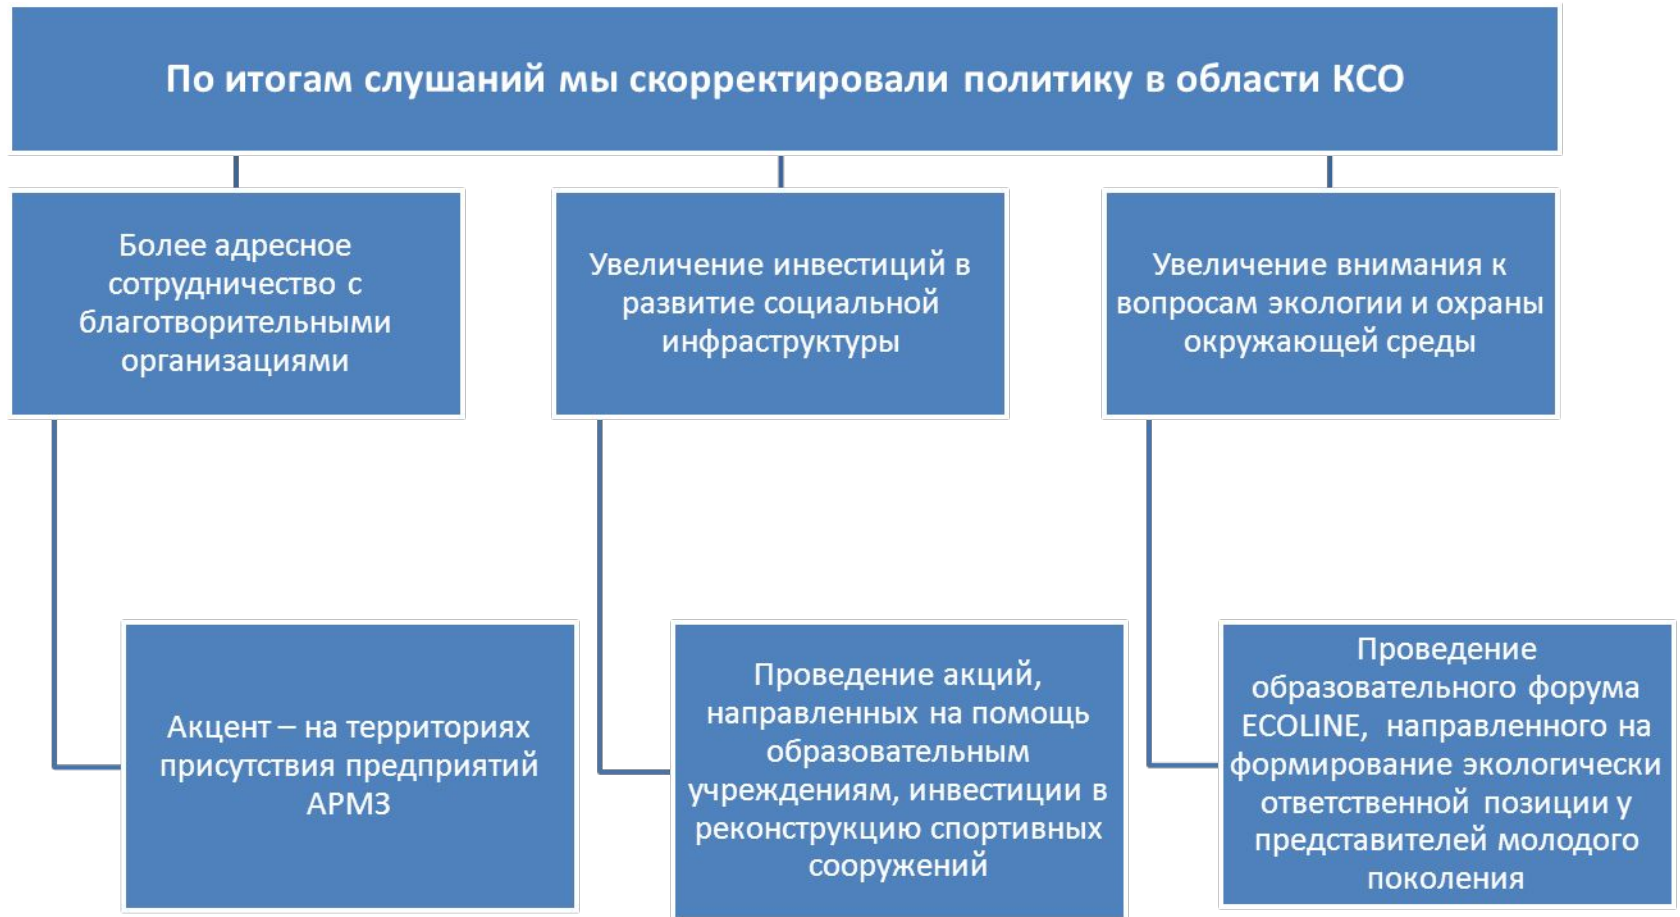 По итогам слушаний мы скорректировали политику в области КСО
Более адресное
сотрудничество с
благотворительными
организациями
Увеличение инвестиций в
развитие социальной
инфраструктуры
Увеличение внимания к
вопросам экологии и охраны
окружающей среды
Акцент – на территориях
присутствия предприятий
АРМЗ
Проведение акций,
направленных на помощь
образовательным
учреждениям, инвестиции в
реконструкцию спортивных
сооружений
Проведение
образовательного форума
ECOLINE, направленного на
формирование экологически
ответственной позиции у
представителей молодого
поколения